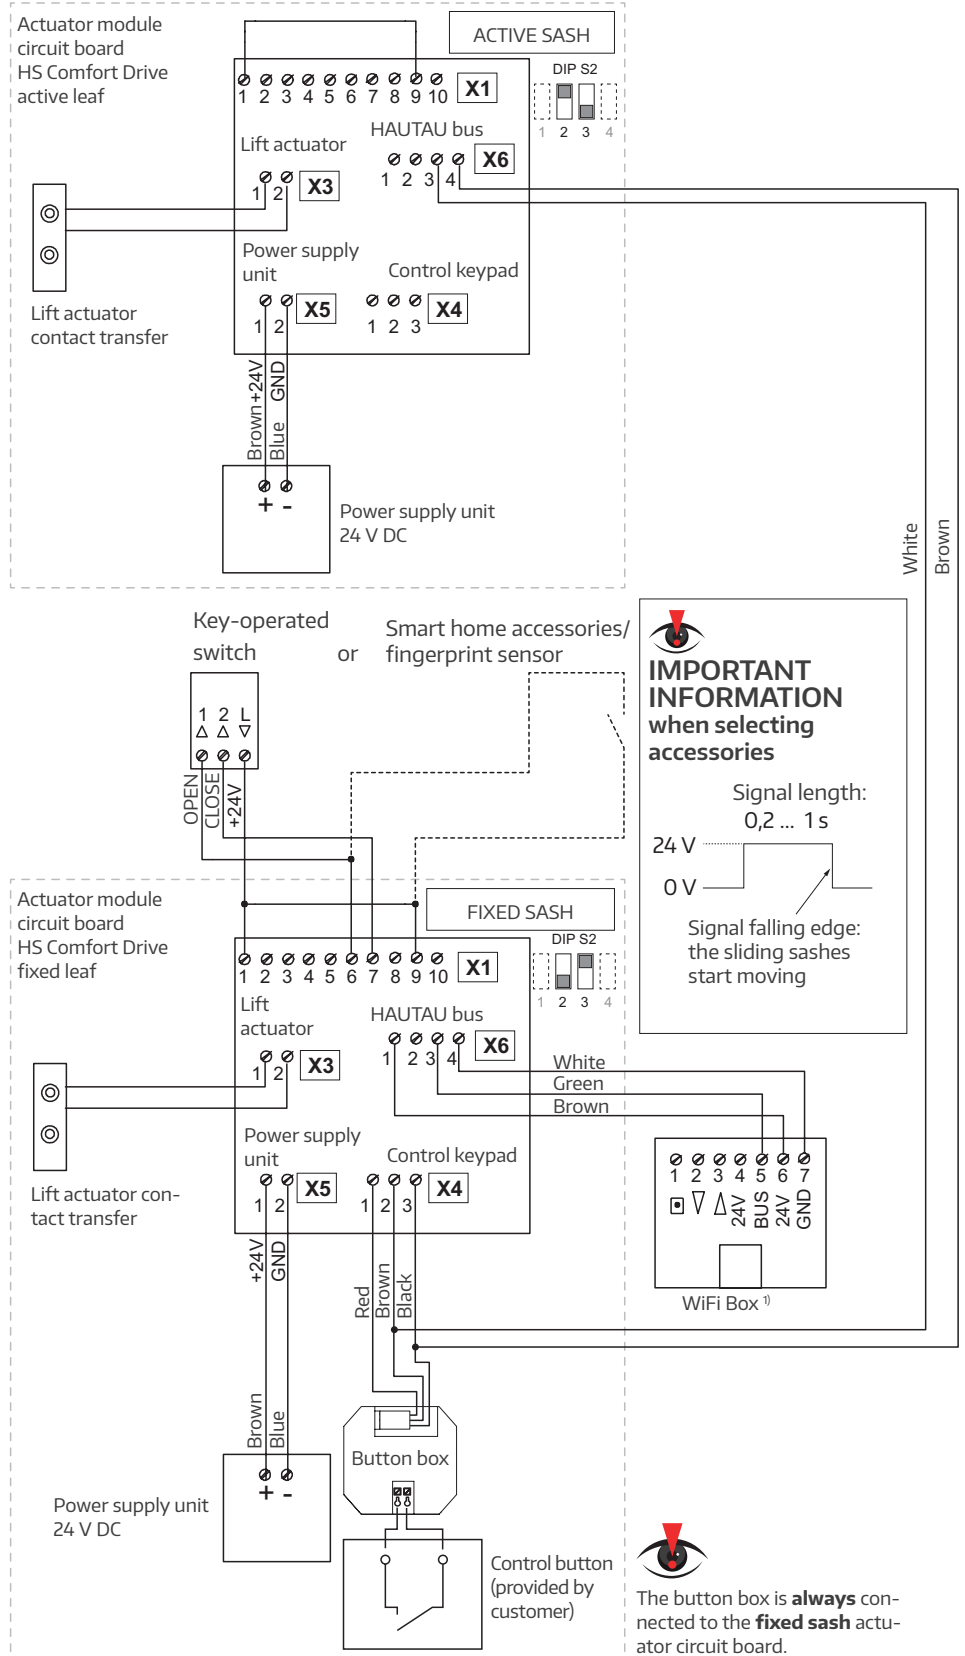 Actuator module
circuit board
HS Comfort Drive
active leaf
ACTIVE SASH
DIP S2
1 2 3 4
1 2 3 4 5 6 7 8 9 10 X1
Lift actuator
HAUTAU bus
1 2 3 4 X6
1 2 X3
Power supply
unit
Control keypad
1 2 X5
1 2 3 X4
Lift actuator
contact transfer
Brown +24V
Blue GND
+ -
Power supply unit
24 V DC
White
Brown
Key-operated
switch
or
Smart home accessories/
fingerprint sensor
1 2 L
OPEN
CLOSE
+24V
IMPORTANT
INFORMATION
when selecting
accessories
Signal length:
0,2 ... 1 s
24 V
0 V
Signal falling edge:
the sliding sashes
start moving
Actuator module
circuit board
HS Comfort Drive
fixed leaf
FIXED SASH
DIP S2
1 2 3 4
1 2 3 4 5 6 7 8 9 10 X1
Lift
actuator
HAUTAU bus
1 2 3 4 X6
1 2 X3
White
Green
Brown
Power supply
unit
Control keypad
1 2 X5
1 2 3 X4
Lift actuator con-
tact transfer
1 2 3 4 5 6 7
24V
BUS
24V
GND
WiFi Box 1)
+24V
GND
Red
Brown
Black
Brown
Blue
+ -
Power supply unit
24 V DC
Button box
Control button
(provided by
customer)
The button box is always con-
nected to the fixed sash actu-
ator circuit board.